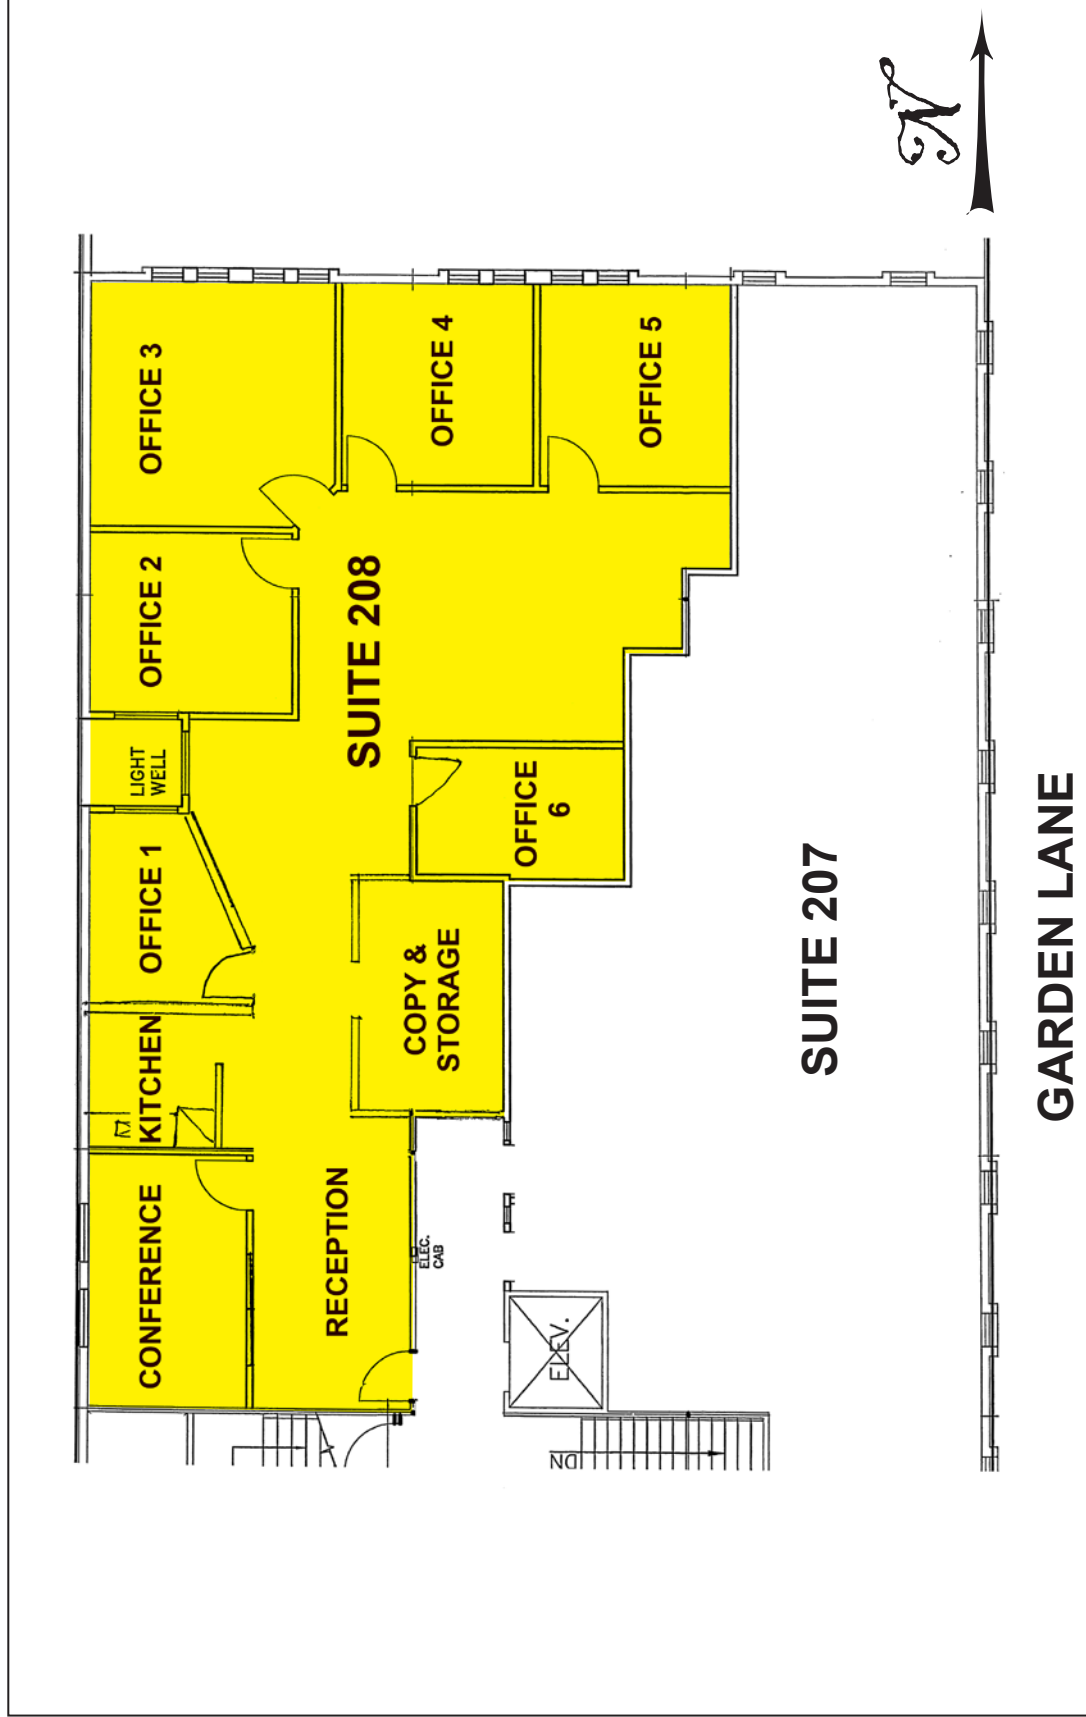 N
OFFICE 3
OFFICE 4
OFFICE 5
OFFICE 2
SUITE 208
LIGHT
WELL
OFFICE 1
OFFICE
6
KITCHEN
COPY &
STORAGE
SUITE 207
GARDEN LANE
CONFERENCE
RECEPTION
ELEC.
CAB
ELEV.
DN